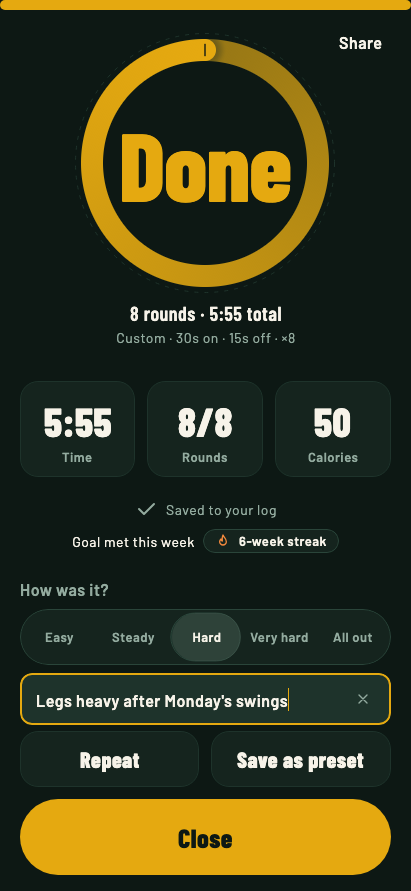 Share
Done
8 rounds · 5:55 total
Custom · 30s on · 15s off · ×8
5:55
Time
8/8
Rounds
50
Calories
Saved to your log
Goal met this week
6-week streak
How was it?
Easy Steady Hard Very hard All out
Legs heavy after Monday's swings
Repeat
Save as preset
Close